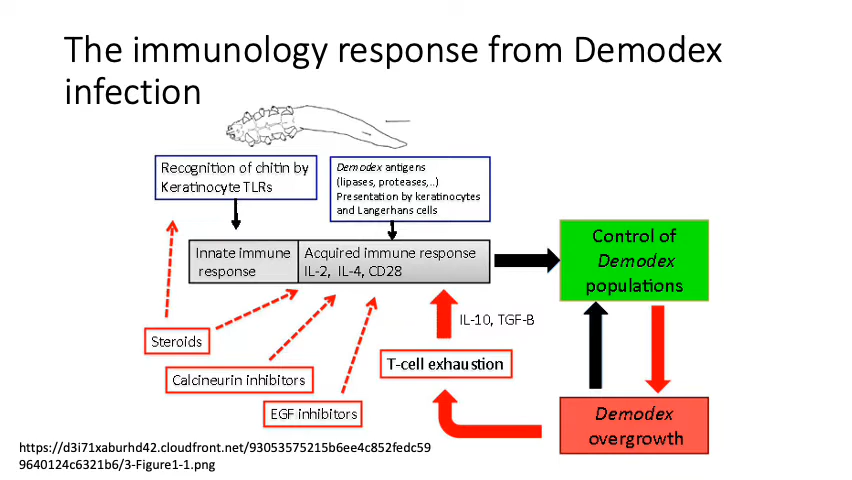 The immunology response from Demodex
infection
Recognition of chitin by
Keratinocyte TLRs
Demodex antigens
(lipases, proteases,..)
Presentation by keratinocytes
and Langerhans cells
Innate immune
response
Acquired immune response
IL-2, IL-4, CD28
Control of
Demodex
populations
IL-10, TGF-B
Steroids
T-cell exhaustion
Calcineurin inhibitors
EGF inhibitors
Demodex
overgrowth
https://d3i71xaburhd42.cloudfront.net/93053575215b6ee4c852fedc59
9640124c6321b6/3-Figure1-1.png